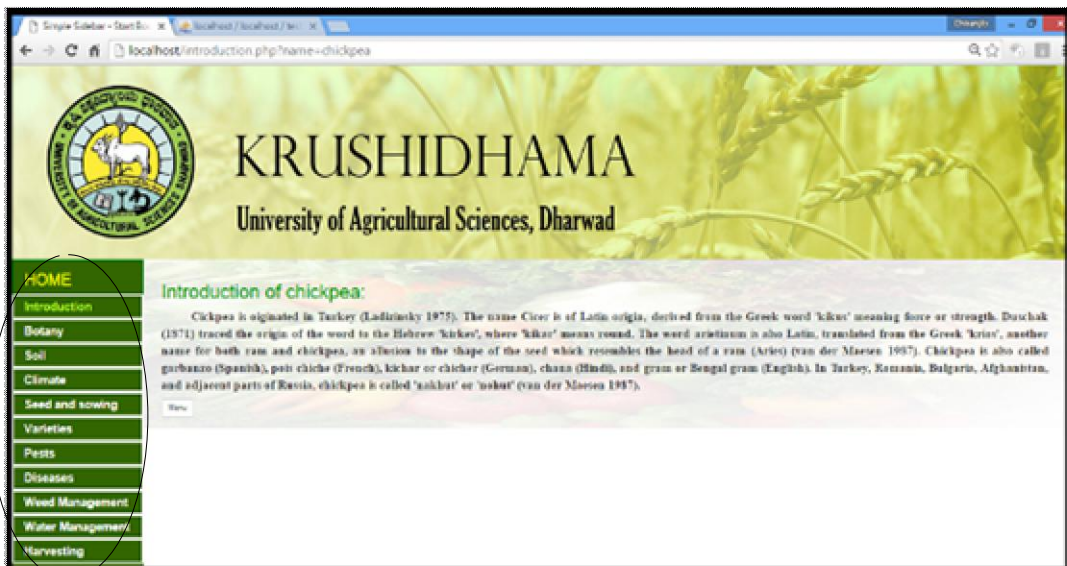 Simple Sidebar - Start Bo
localhost / localhost / tes
localhost/introduction.php?name=chickpea
KRUSHIDHAMA
University of Agricultural Sciences, Dharwad
UNIVERSITY OF AGRICULTURAL SCIENCES
HOME
Introduction
Botany
Soil
Climate
Seed and sowing
Varieties
Pests
Diseases
Weed Management
Water Management
Harvesting
Introduction of chickpea:
Cickpea is originated in Turkey (Ladizinsky 1975). The name Cicer is of Latin origin, derived from the Greek word 'kikus' meaning force or strength. Duschak
(1871) traced the origin of the word to the Hebrew 'kirkes', where 'kikar' means round. The word arietinum is also Latin, translated from the Greek 'krios', another
name for both ram and chickpea, an allusion to the shape of the seed which resembles the head of a ram (Aries) (van der Maesen 1987). Chickpea is also called
garbanzo (Spanish), pois chiche (French), kichar or chicher (German), chana (Hindi), and gram or Bengal gram (English). In Turkey, Romania, Bulgaria, Afghanistan,
and adjacent parts of Russia, chickpea is called 'nakhut' or 'nohut' (van der Maesen 1987).
Menu